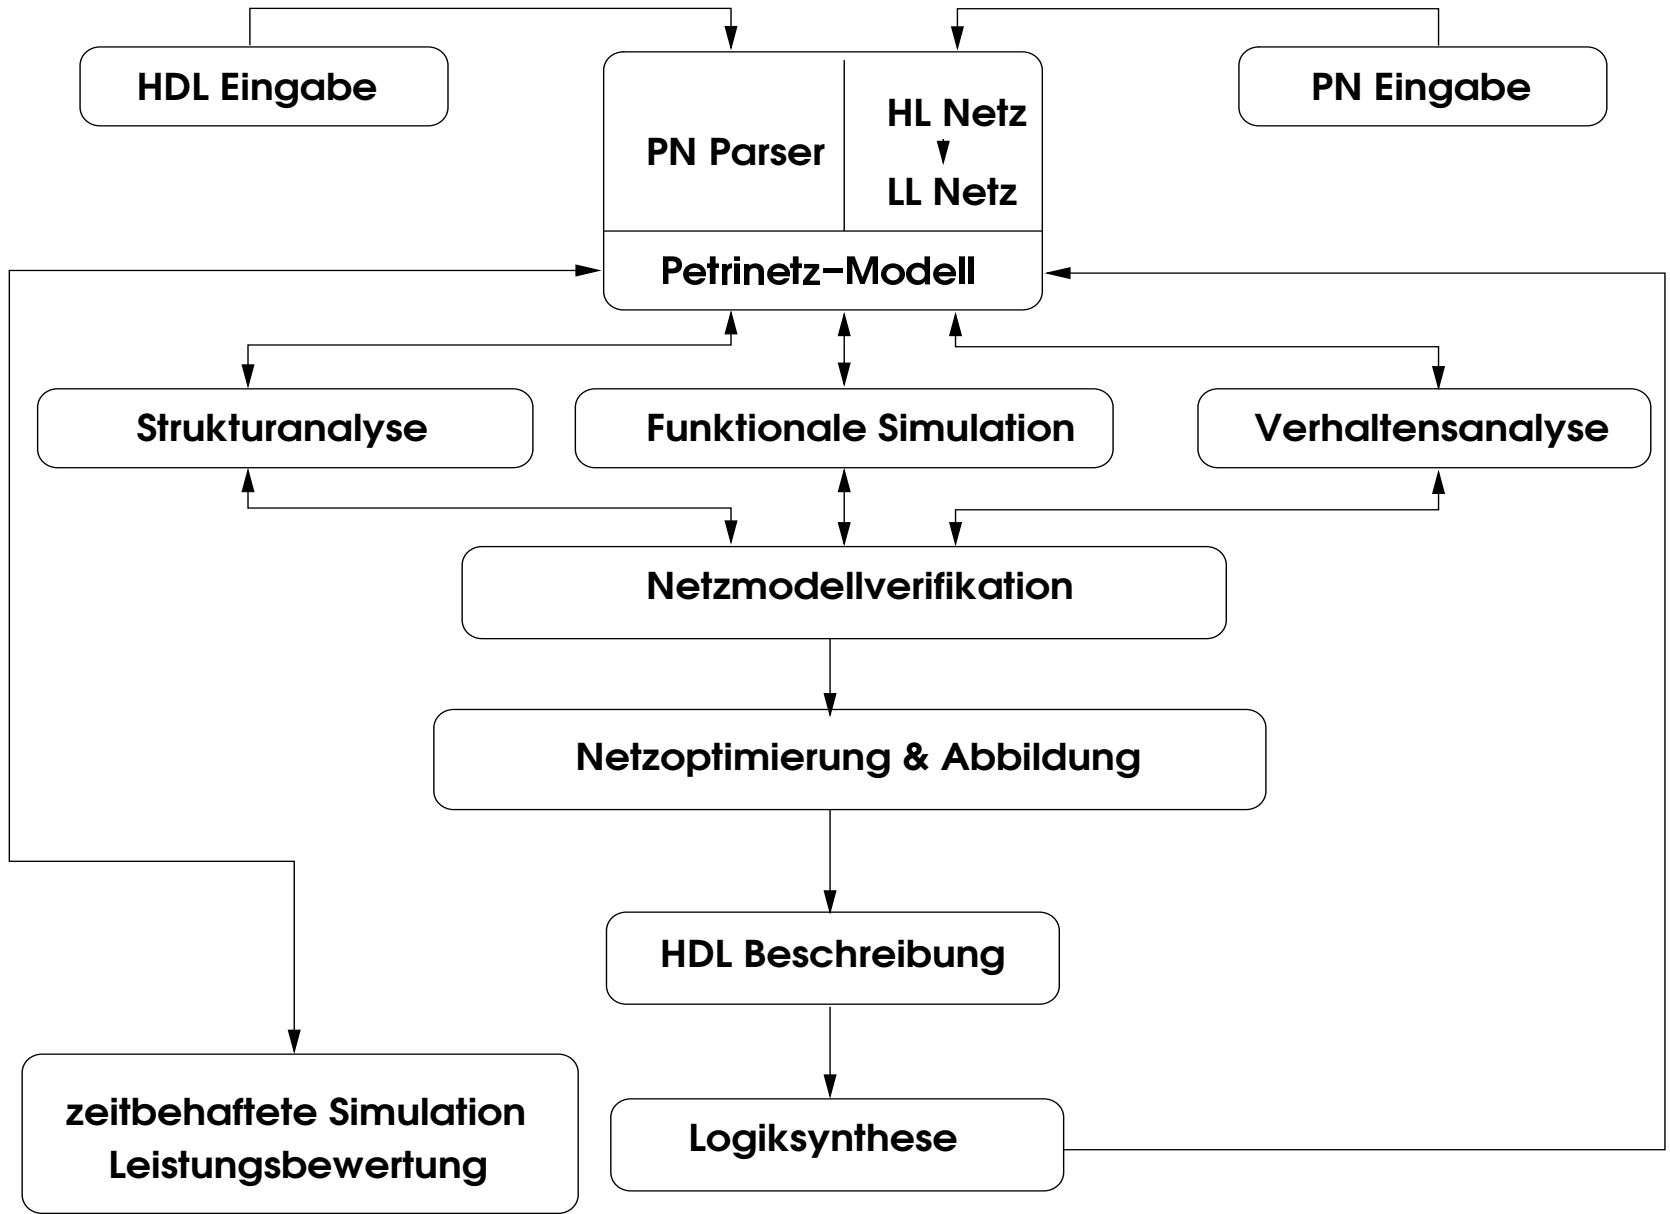 HDL Eingabe
PN Eingabe
PN Parser
HL Netz
LL Netz
Petrinetz-Modell
Strukturanalyse
Funktionale Simulation
Verhaltensanalyse
Netzmodellverifikation
Netzoptimierung & Abbildung
HDL Beschreibung
zeitbehaftete Simulation
Leistungsbewertung
Logiksynthese